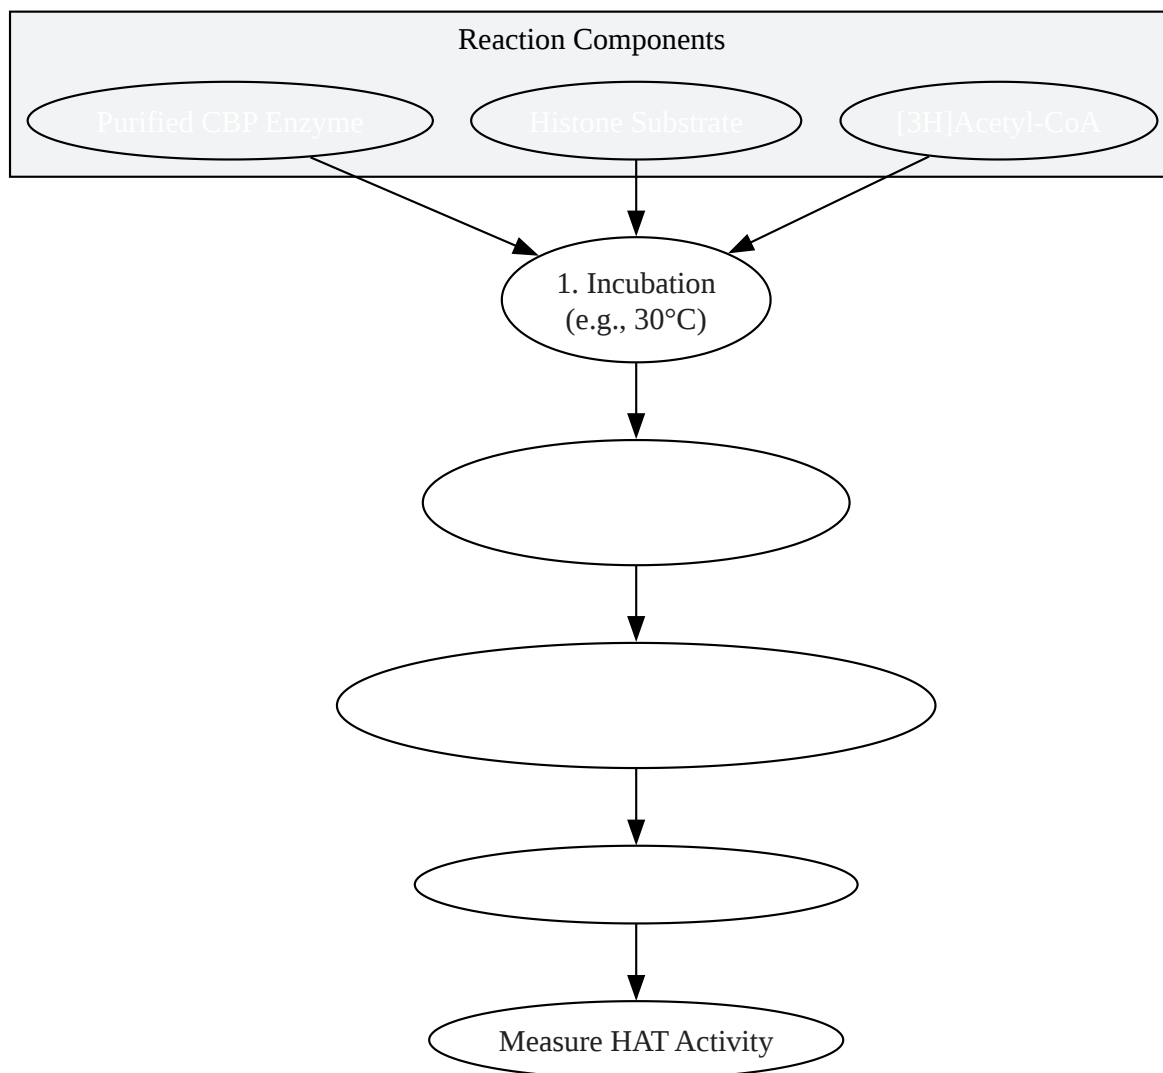 Reaction Components
Purified CBP Enzyme
Histone Substrate
[3H]Acetyl-CoA
1. Incubation
(e.g., 30°C)
Measure HAT Activity